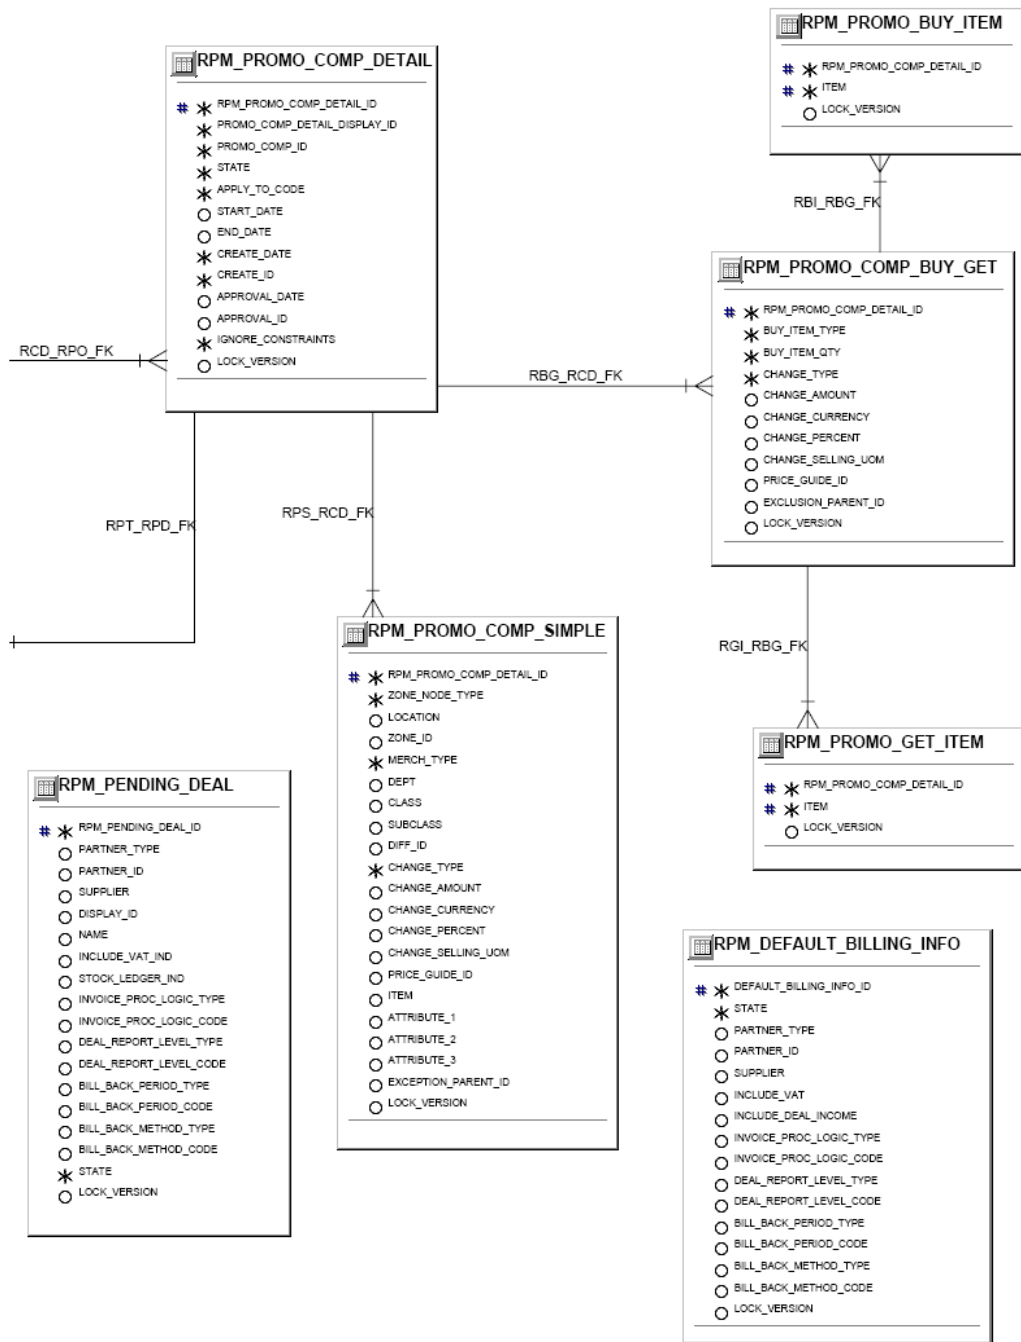 RPM_PROMO_BUY_ITEM
# * RPM_PROMO_COMP_DETAIL_ID
# * ITEM
O LOCK_VERSION
RBI_RBG_FK
RPM_PROMO_COMP_DETAIL
# * RPM_PROMO_COMP_DETAIL_ID
* PROMO_COMP_DETAIL_DISPLAY_ID
* PROMO_COMP_ID
* STATE
* APPLY_TO_CODE
O START_DATE
O END_DATE
* CREATE_DATE
* CREATE_ID
O APPROVAL_DATE
O APPROVAL_ID
* IGNORE_CONSTRAINTS
O LOCK_VERSION
RCD_RPO_FK
RBG_RCD_FK
RPT_RPD_FK
RPS_RCD_FK
RPM_PROMO_COMP_BUY_GET
# * RPM_PROMO_COMP_DETAIL_ID
* BUY_ITEM_TYPE
* BUY_ITEM_QTY
* CHANGE_TYPE
O CHANGE_AMOUNT
O CHANGE_CURRENCY
O CHANGE_PERCENT
O CHANGE_SELLING_UOM
O PRICE_GUIDE_ID
O EXCLUSION_PARENT_ID
O LOCK_VERSION
RGI_RBG_FK
RPM_PROMO_COMP_SIMPLE
# * RPM_PROMO_COMP_DETAIL_ID
* ZONE_NODE_TYPE
O LOCATION
O ZONE_ID
* MERCH_TYPE
O DEPT
O CLASS
O SUBCLASS
O DIFF_ID
* CHANGE_TYPE
O CHANGE_AMOUNT
O CHANGE_CURRENCY
O CHANGE_PERCENT
O CHANGE_SELLING_UOM
O PRICE_GUIDE_ID
O ITEM
O ATTRIBUTE_1
O ATTRIBUTE_2
O ATTRIBUTE_3
O EXCEPTION_PARENT_ID
O LOCK_VERSION
RPM_PROMO_GET_ITEM
# * RPM_PROMO_COMP_DETAIL_ID
# * ITEM
O LOCK_VERSION
RPM_PENDING_DEAL
# * RPM_PENDING_DEAL_ID
O PARTNER_TYPE
O PARTNER_ID
O SUPPLIER
O DISPLAY_ID
O NAME
O INCLUDE_VAT_IND
O STOCK_LEDGER_IND
O INVOICE_PROC_LOGIC_TYPE
O INVOICE_PROC_LOGIC_CODE
O DEAL_REPORT_LEVEL_TYPE
O DEAL_REPORT_LEVEL_CODE
O BILL_BACK_PERIOD_TYPE
O BILL_BACK_PERIOD_CODE
O BILL_BACK_METHOD_TYPE
O BILL_BACK_METHOD_CODE
* STATE
O LOCK_VERSION
RPM_DEFAULT_BILLING_INFO
# * DEFAULT_BILLING_INFO_ID
* STATE
O PARTNER_TYPE
O PARTNER_ID
O SUPPLIER
O INCLUDE_VAT
O INCLUDE_DEAL_INCOME
O INVOICE_PROC_LOGIC_TYPE
O INVOICE_PROC_LOGIC_CODE
O DEAL_REPORT_LEVEL_TYPE
O DEAL_REPORT_LEVEL_CODE
O BILL_BACK_PERIOD_TYPE
O BILL_BACK_PERIOD_CODE
O BILL_BACK_METHOD_TYPE
O BILL_BACK_METHOD_CODE
O LOCK_VERSION